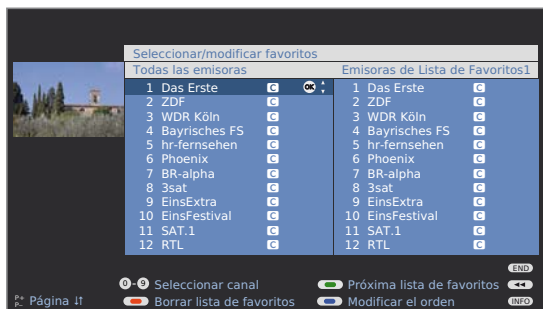 Seleccionar/modificar favoritos
Todas las emisoras Emisoras de Lista de Favoritos1
1 Das Erste C OK 1 Das Erste C
2 ZDF C 2 ZDF C
3 WDR Köln C 3 WDR Köln C
4 Bayrisches FS C 4 Bayrisches FS C
5 hr-fernsehen C 5 hr-fernsehen C
6 Phoenix C 6 Phoenix C
7 BR-alpha C 7 BR-alpha C
8 3sat C 8 3sat C
9 EinsExtra C 9 EinsExtra C
10 EinsFestival C 10 EinsFestival C
11 SAT.1 C 11 SAT.1 C
12 RTL C 12 RTL C
END
0-9 Seleccionar canal Próxima lista de favoritos
P+ P- Página Borrar lista de favoritos Modificar el orden INFO